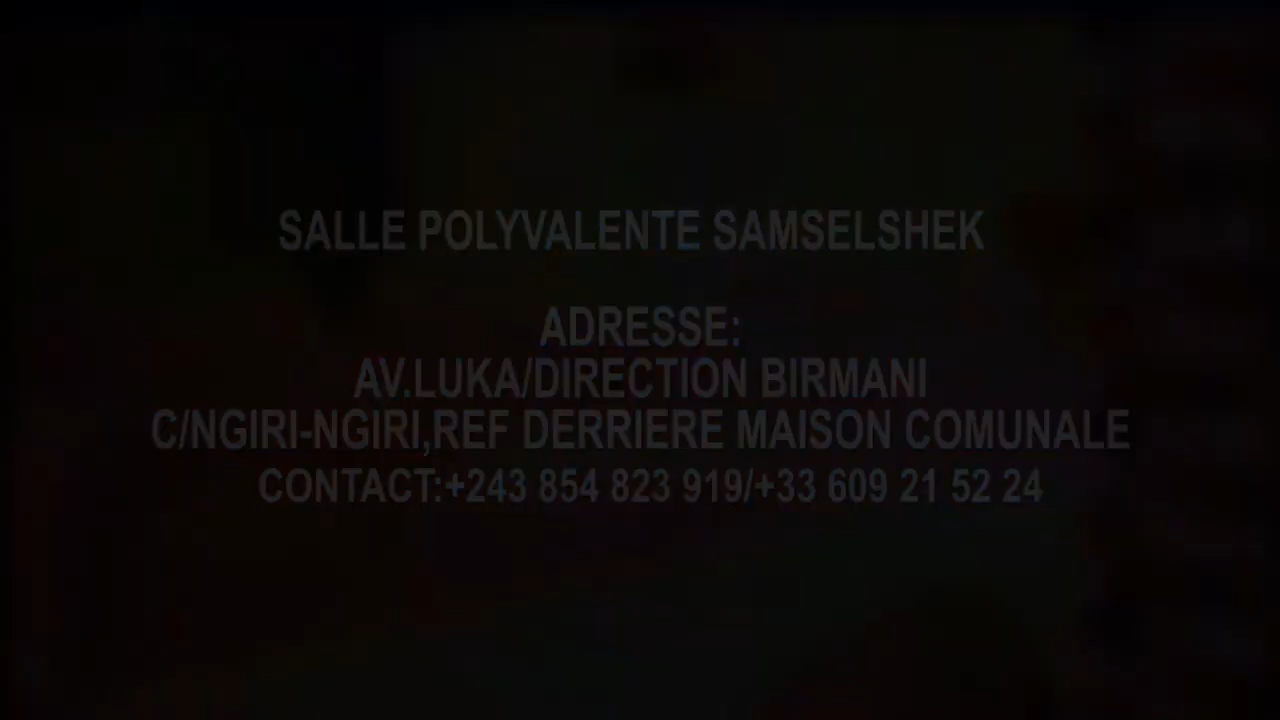 SALLE POLYVALENTE SAMSELSHEK
ADRESSE:
AV.LUKA/DIRECTION BIRMANI
C/NGIRI-NGIRI,REF DERRIERE MAISON COMUNALE
CONTACT:+243 854 823 919/+33 609 21 52 24